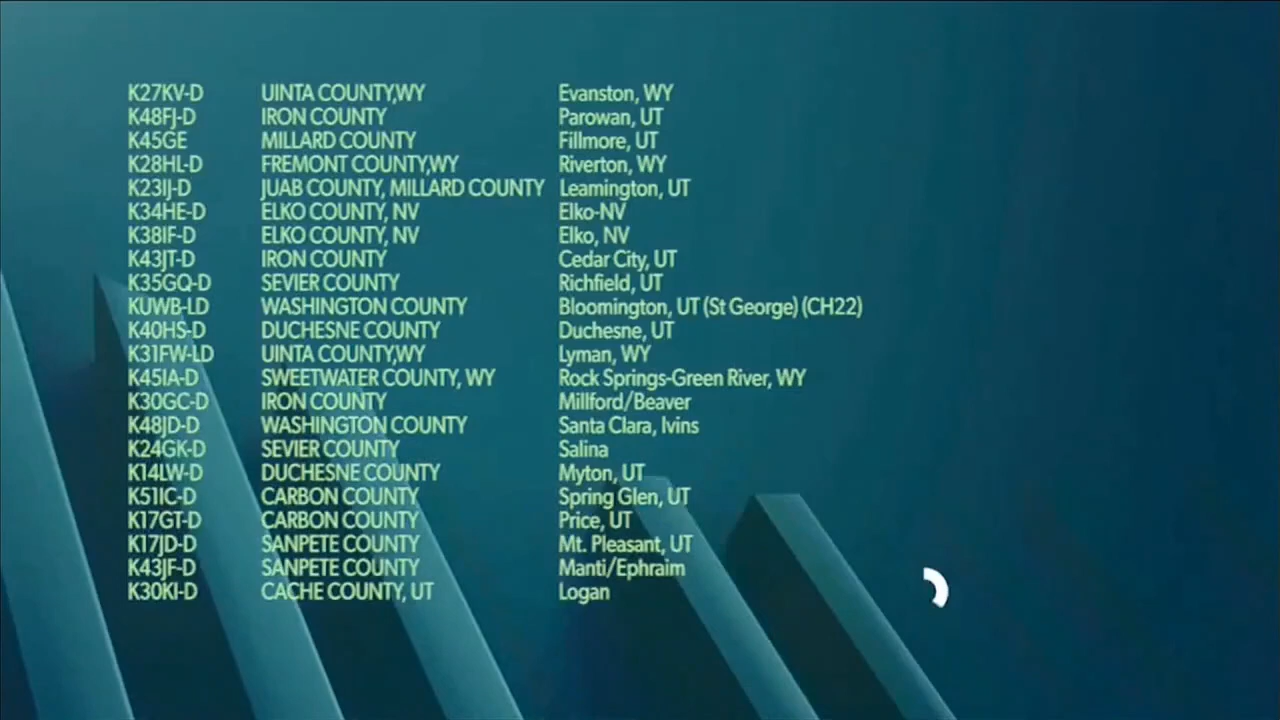 K27KV-D UINTA COUNTY,WY Evanston, WY
K48FJ-D IRON COUNTY Parowan, UT
K45GE MILLARD COUNTY Fillmore, UT
K28HL-D FREMONT COUNTY,WY Riverton, WY
K23IJ-D JUAB COUNTY, MILLARD COUNTY Leamington, UT
K34HE-D ELKO COUNTY, NV Elko-NV
K38IF-D ELKO COUNTY, NV Elko, NV
K43JT-D IRON COUNTY Cedar City, UT
K35GQ-D SEVIER COUNTY Richfield, UT
KUWB-LD WASHINGTON COUNTY Bloomington, UT (St George) (CH22)
K40HS-D DUCHESNE COUNTY Duchesne, UT
K31FW-LD UINTA COUNTY,WY Lyman, WY
K45IA-D SWEETWATER COUNTY, WY Rock Springs-Green River, WY
K30GC-D IRON COUNTY Millford/Beaver
K48JD-D WASHINGTON COUNTY Santa Clara, Ivins
K24GK-D SEVIER COUNTY Salina
K14LW-D DUCHESNE COUNTY Myton, UT
K51IC-D CARBON COUNTY Spring Glen, UT
K17GT-D CARBON COUNTY Price, UT
K17JD-D SANPETE COUNTY Mt. Pleasant, UT
K43JF-D SANPETE COUNTY Manti/Ephraim
K30KI-D CACHE COUNTY, UT Logan